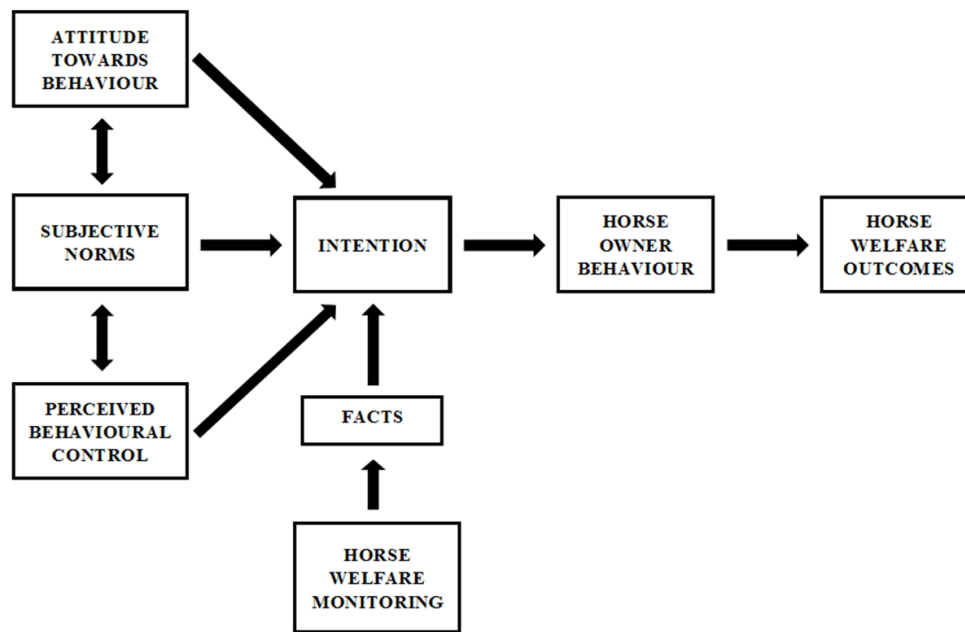 ATTITUDE
TOWARDS
BEHAVIOUR
SUBJECTIVE
NORMS
INTENTION
HORSE
OWNER
BEHAVIOUR
HORSE
WELFARE
OUTCOMES
PERCEIVED
BEHAVIOURAL
CONTROL
FACTS
HORSE
WELFARE
MONITORING